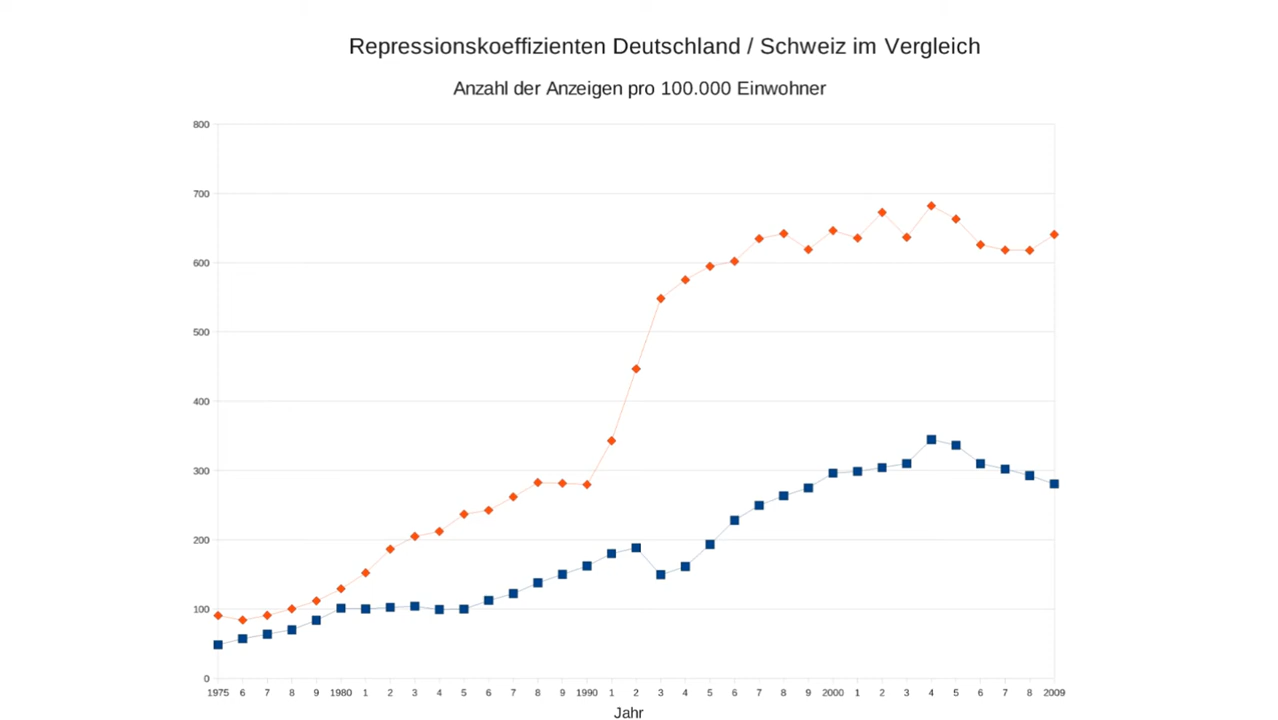 Repressionskoeffizienten Deutschland / Schweiz im Vergleich
Anzahl der Anzeigen pro 100.000 Einwohner
800
700
600
500
400
300
200
100
0
1975 6 7 8 9 1980 1 2 3 4 5 6 7 8 9 1990 1 2 3 4 5 6 7 8 9 2000 1 2 3 4 5 6 7 8 2009
Jahr